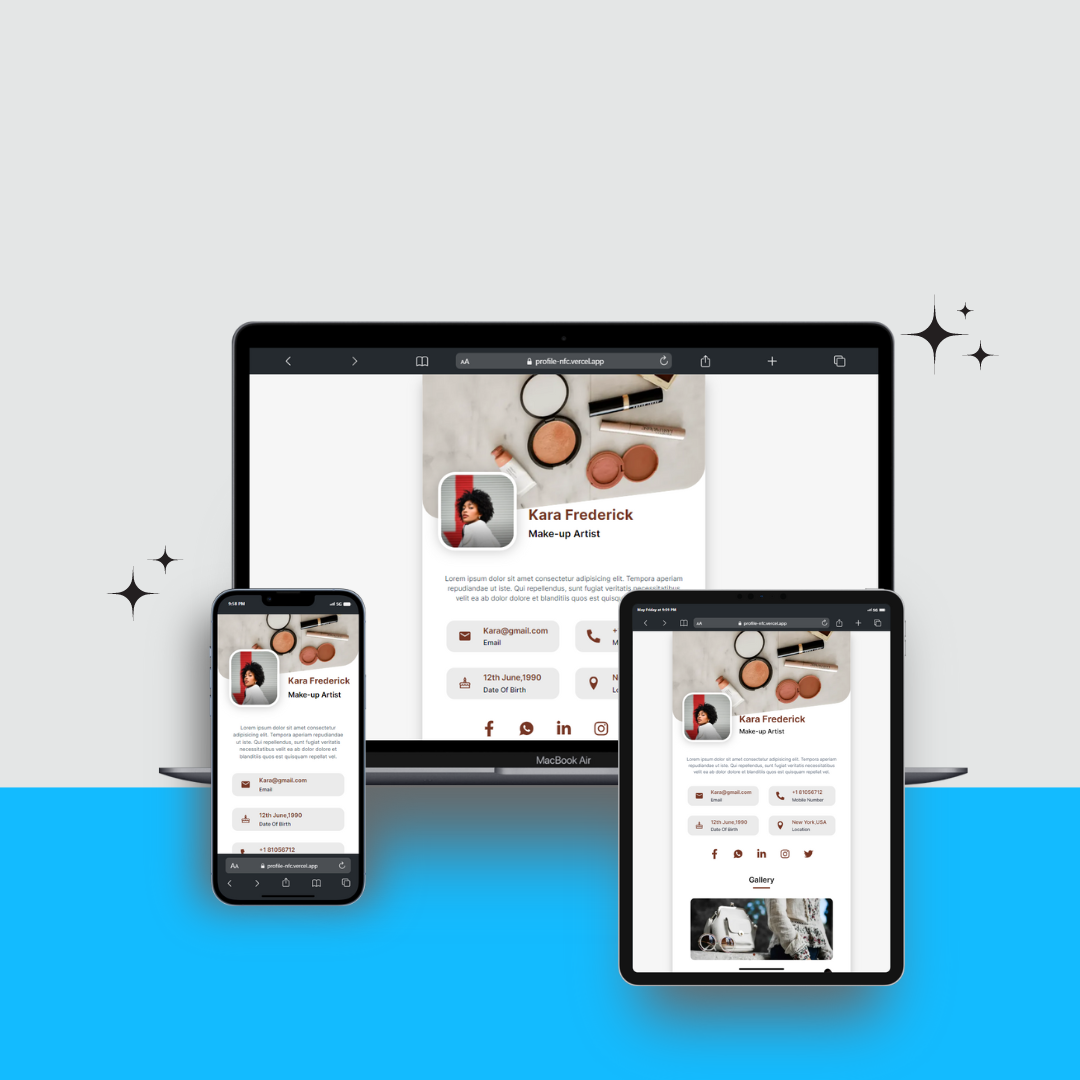 AA profile-nfc.vercel.app
Kara Frederick
Make-up Artist
Lorem ipsum dolor sit amet consectetur adipisicing elit. Tempora aperiam
repudiandae ut iste. Qui repellendus, sunt fugiat veritatis necessitatibus
velit ea ab dolor dolore et blanditiis quos est
Kara@gmail.com
Email
+
M
12th June,1990
Date Of Birth
N
Lo
MacBook Air
9:18 PM 5G
Kara Frederick
Make-up Artist
Lorem ipsum dolor sit amet consectetur
adipisicing elit. Tempora aperiam repudiandae
ut iste. Qui repellendus, sunt fugiat veritatis
necessitatibus velit ea ab dolor dolore et
blanditiis quos est quisquam repellat vel.
Kara@gmail.com
Email
12th June,1990
Date Of Birth
+1 81056712
AA profile-nfc.vercel.app
5G
AA profile-nfc.vercel.app
Kara Frederick
Make-up Artist
Lorem ipsum dolor sit amet consectetur adipisicing elit. Tempora aperiam
repudiandae ut iste. Qui repellendus, sunt fugiat veritatis necessitatibus
velit ea ab dolor dolore et blanditiis quos est quisquam repellat vel.
Kara@gmail.com
Email
+1 81056712
Mobile Number
12th June,1990
Date Of Birth
New York,USA
Location
Gallery